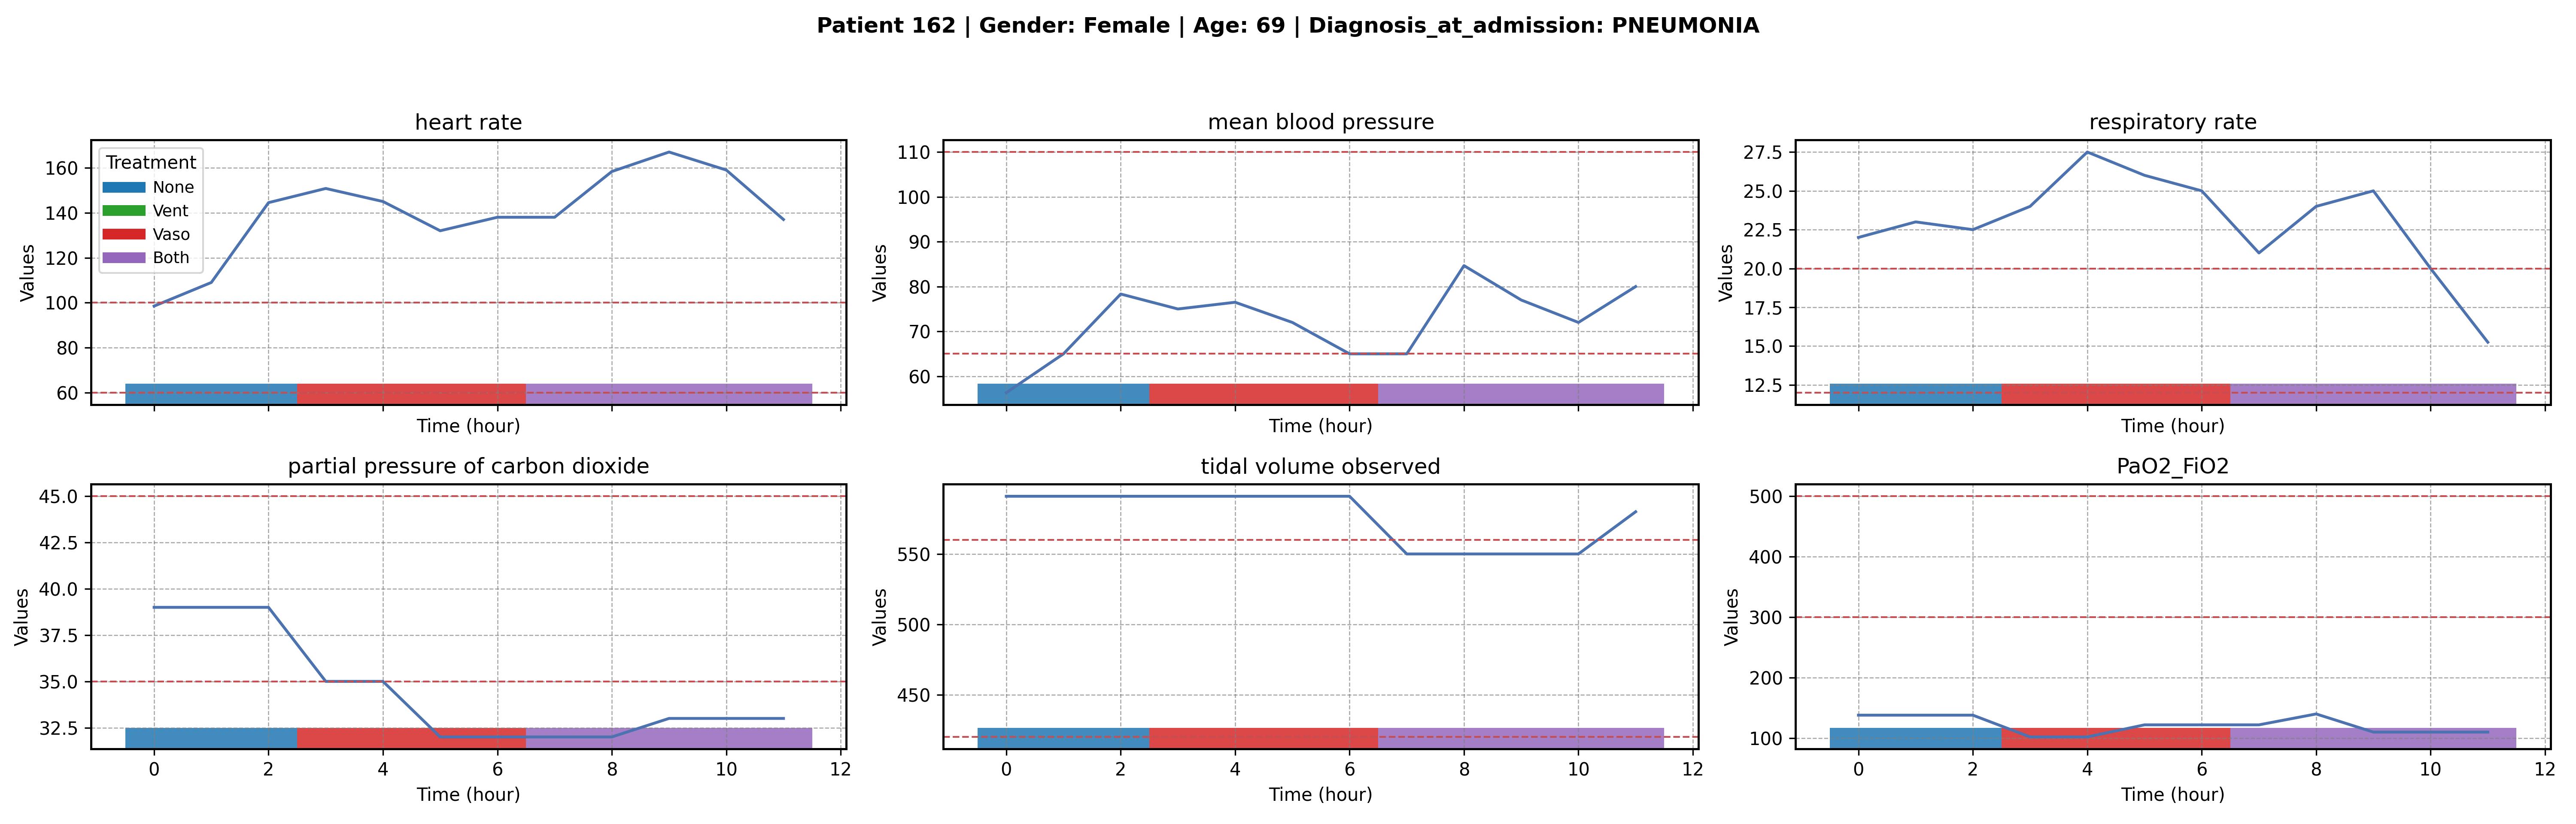 Patient 162 | Gender: Female | Age: 69 | Diagnosis_at_admission: PNEUMONIA
heart rate
Values
160
140
120
100
80
60
Treatment
None
Vent
Vaso
Both
Time (hour)
mean blood pressure
Values
110
100
90
80
70
60
Time (hour)
respiratory rate
Values
27.5
25.0
22.5
20.0
17.5
15.0
12.5
Time (hour)
partial pressure of carbon dioxide
Values
45.0
42.5
40.0
37.5
35.0
32.5
0 2 4 6 8 10 12
Time (hour)
tidal volume observed
Values
550
500
450
0 2 4 6 8 10 12
Time (hour)
PaO2_FiO2
Values
500
400
300
200
100
0 2 4 6 8 10 12
Time (hour)